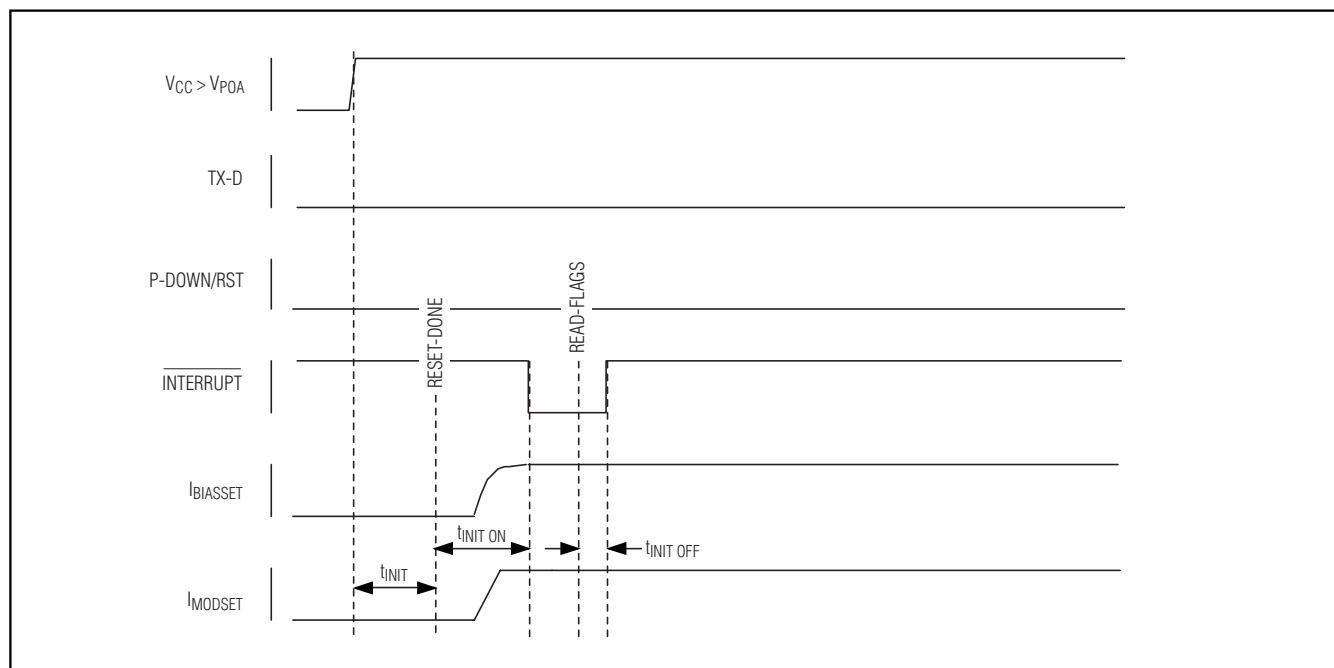 VCC > VPOA
TX-D
P-DOWN/RST
RESET-DONE
READ-FLAGS
INTERRUPT
IBIASSET
tINIT ON
tINIT OFF
tINIT
IMODSET